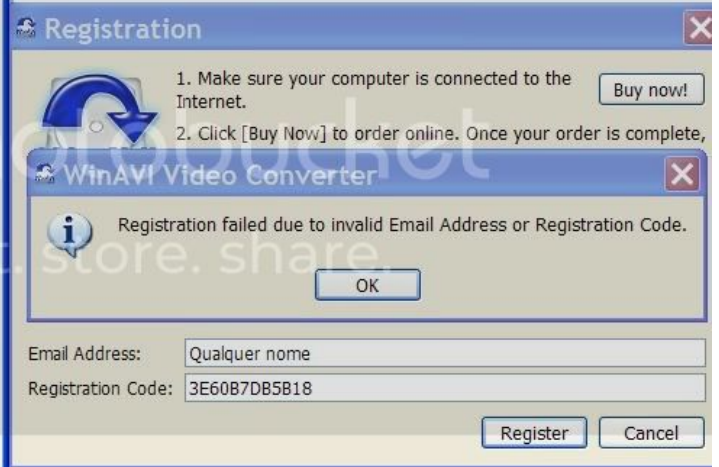 Registration
1. Make sure your computer is connected to the
Internet.
Buy now!
2. Click [Buy Now] to order online. Once your order is complete,
WinAVI Video Converter
Registration failed due to invalid Email Address or Registration Code.
t. store. share.
OK
Email Address:
Qualquer nome
Registration Code:
3E60B7DB5B18
Register
Cancel